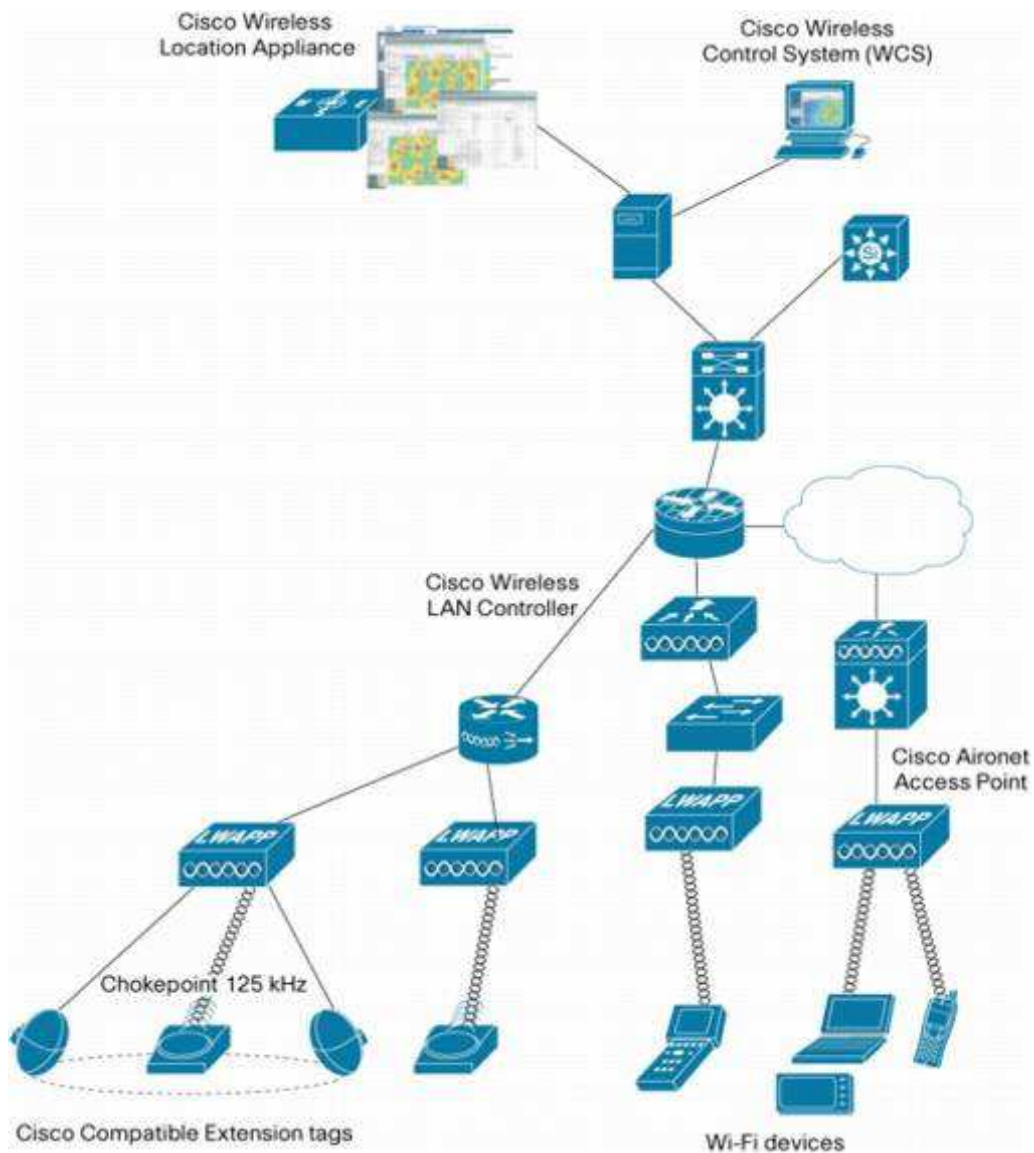 Cisco Wireless
Location Appliance
Cisco Wireless
Control System (WCS)
Si
Cisco Wireless
LAN Controller
Cisco Aironet
Access Point
LWAPP
LWAPP
LWAPP
LWAPP
Chokepoint 125 kHz
Cisco Compatible Extension tags
Wi-Fi devices